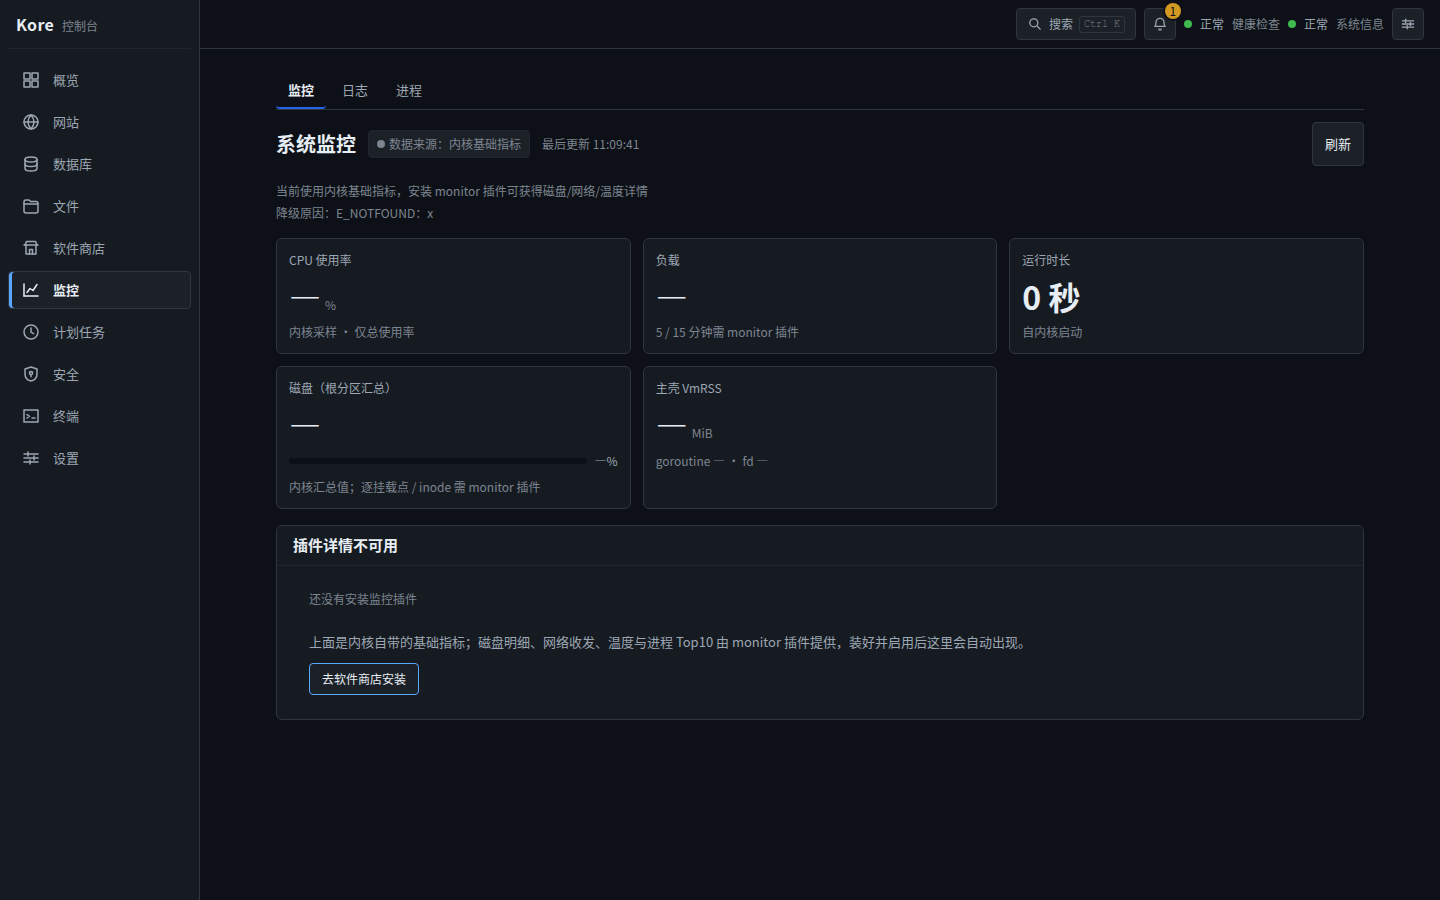 Kore 控制台
搜索 Ctrl K
1
正常 健康检查
正常 系统信息
概览
网站
数据库
文件
软件商店
监控
计划任务
安全
终端
设置
监控 日志 进程
系统监控 数据来源：内核基础指标 最后更新 11:09:41
刷新
当前使用内核基础指标，安装 monitor 插件可获得磁盘/网络/温度详情
降级原因：E_NOTFOUND：x
CPU 使用率
— %
内核采样 · 仅总使用率
负载
—
5 / 15 分钟需 monitor 插件
运行时长
0 秒
自内核启动
磁盘（根分区汇总）
—
—%
内核汇总值；逐挂载点 / inode 需 monitor 插件
主壳 VmRSS
— MiB
goroutine — · fd —
插件详情不可用
还没有安装监控插件
上面是内核自带的基础指标；磁盘明细、网络收发、温度与进程 Top10 由 monitor 插件提供，装好并启用后这里会自动出现。
去软件商店安装